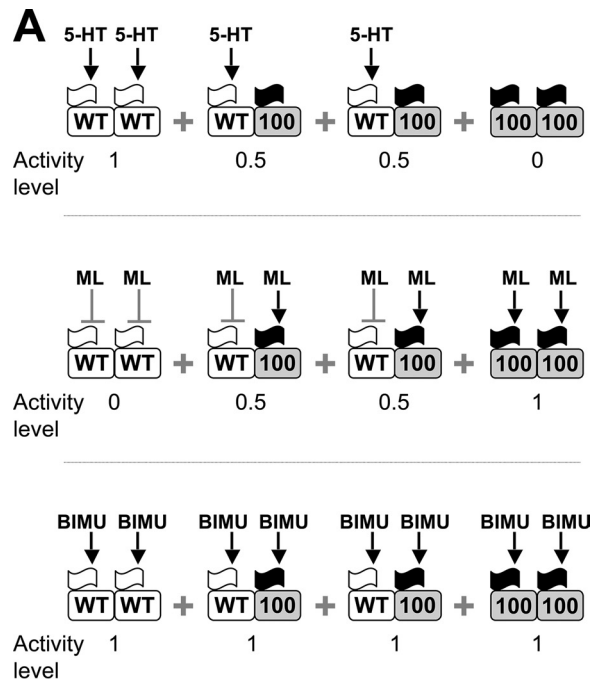 A
5-HT 5-HT 5-HT 5-HT
WT WT + WT 100 + WT 100 + 100 100
Activity level 1 0.5 0.5 0
ML ML ML ML ML ML ML ML
WT WT + WT 100 + WT 100 + 100 100
Activity level 0 0.5 0.5 1
BIMU BIMU BIMU BIMU BIMU BIMU BIMU BIMU
WT WT + WT 100 + WT 100 + 100 100
Activity level 1 1 1 1